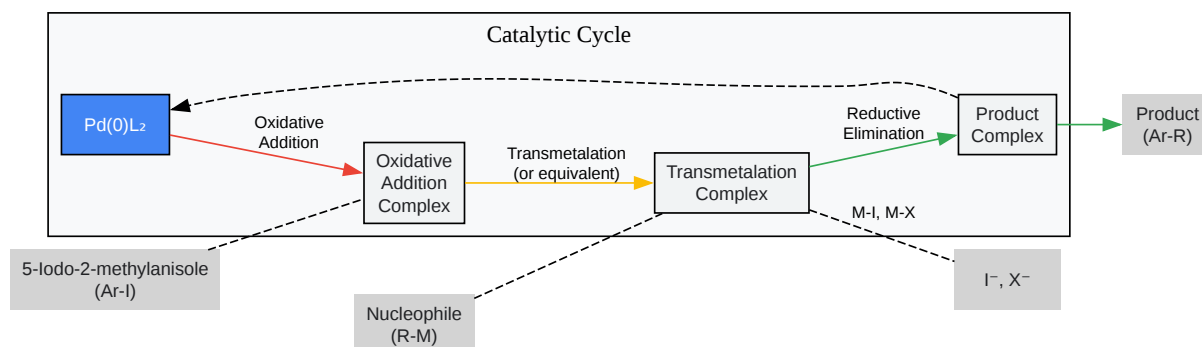 Catalytic Cycle
Pd(0)L₂
Oxidative
Addition
Oxidative
Addition
Complex
Transmetalation
(or equivalent)
Transmetalation
Complex
Reductive
Elimination
Product
Complex
Product
(Ar-R)
M-I, M-X
5-Iodo-2-methylanisole
(Ar-I)
Nucleophile
(R-M)
I⁻, X⁻